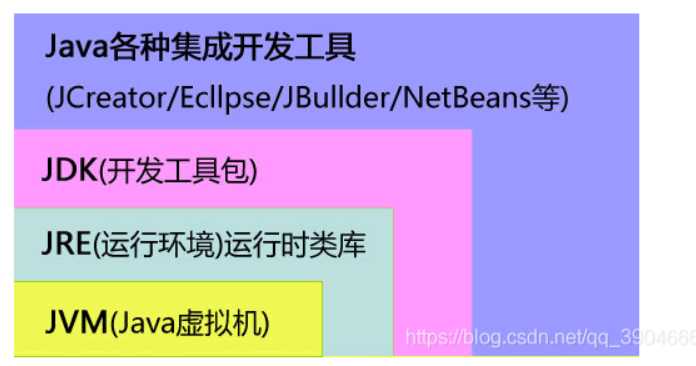 Java各种集成开发工具
(JCreator/Ecllpse/JBullder/NetBeans等)
JDK(开发工具包)
JRE(运行环境)运行时类库
JVM(Java虚拟机)
https://blog.csdn.net/qq_3904666